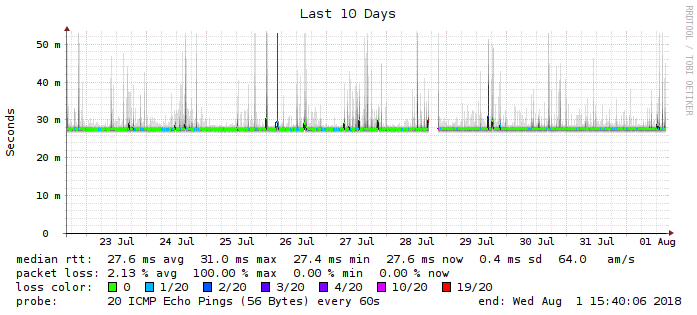 Last 10 Days
RRDTOOL / TOBI OETIKER
Seconds
50 m
40 m
30 m
20 m
10 m
0
23 Jul 24 Jul 25 Jul 26 Jul 27 Jul 28 Jul 29 Jul 30 Jul 31 Jul 01 Aug
median rtt: 27.6 ms avg 31.0 ms max 27.4 ms min 27.6 ms now 0.4 ms sd 64.0 am/s
packet loss: 2.13 % avg 100.00 % max 0.00 % min 0.00 % now
loss color: 0 1/20 2/20 3/20 4/20 10/20 19/20
probe: 20 ICMP Echo Pings (56 Bytes) every 60s end: Wed Aug 1 15:40:06 2018